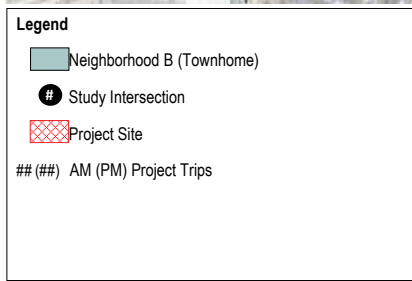 Legend
Neighborhood B (Townhome)
# Study Intersection
Project Site
## (##) AM (PM) Project Trips